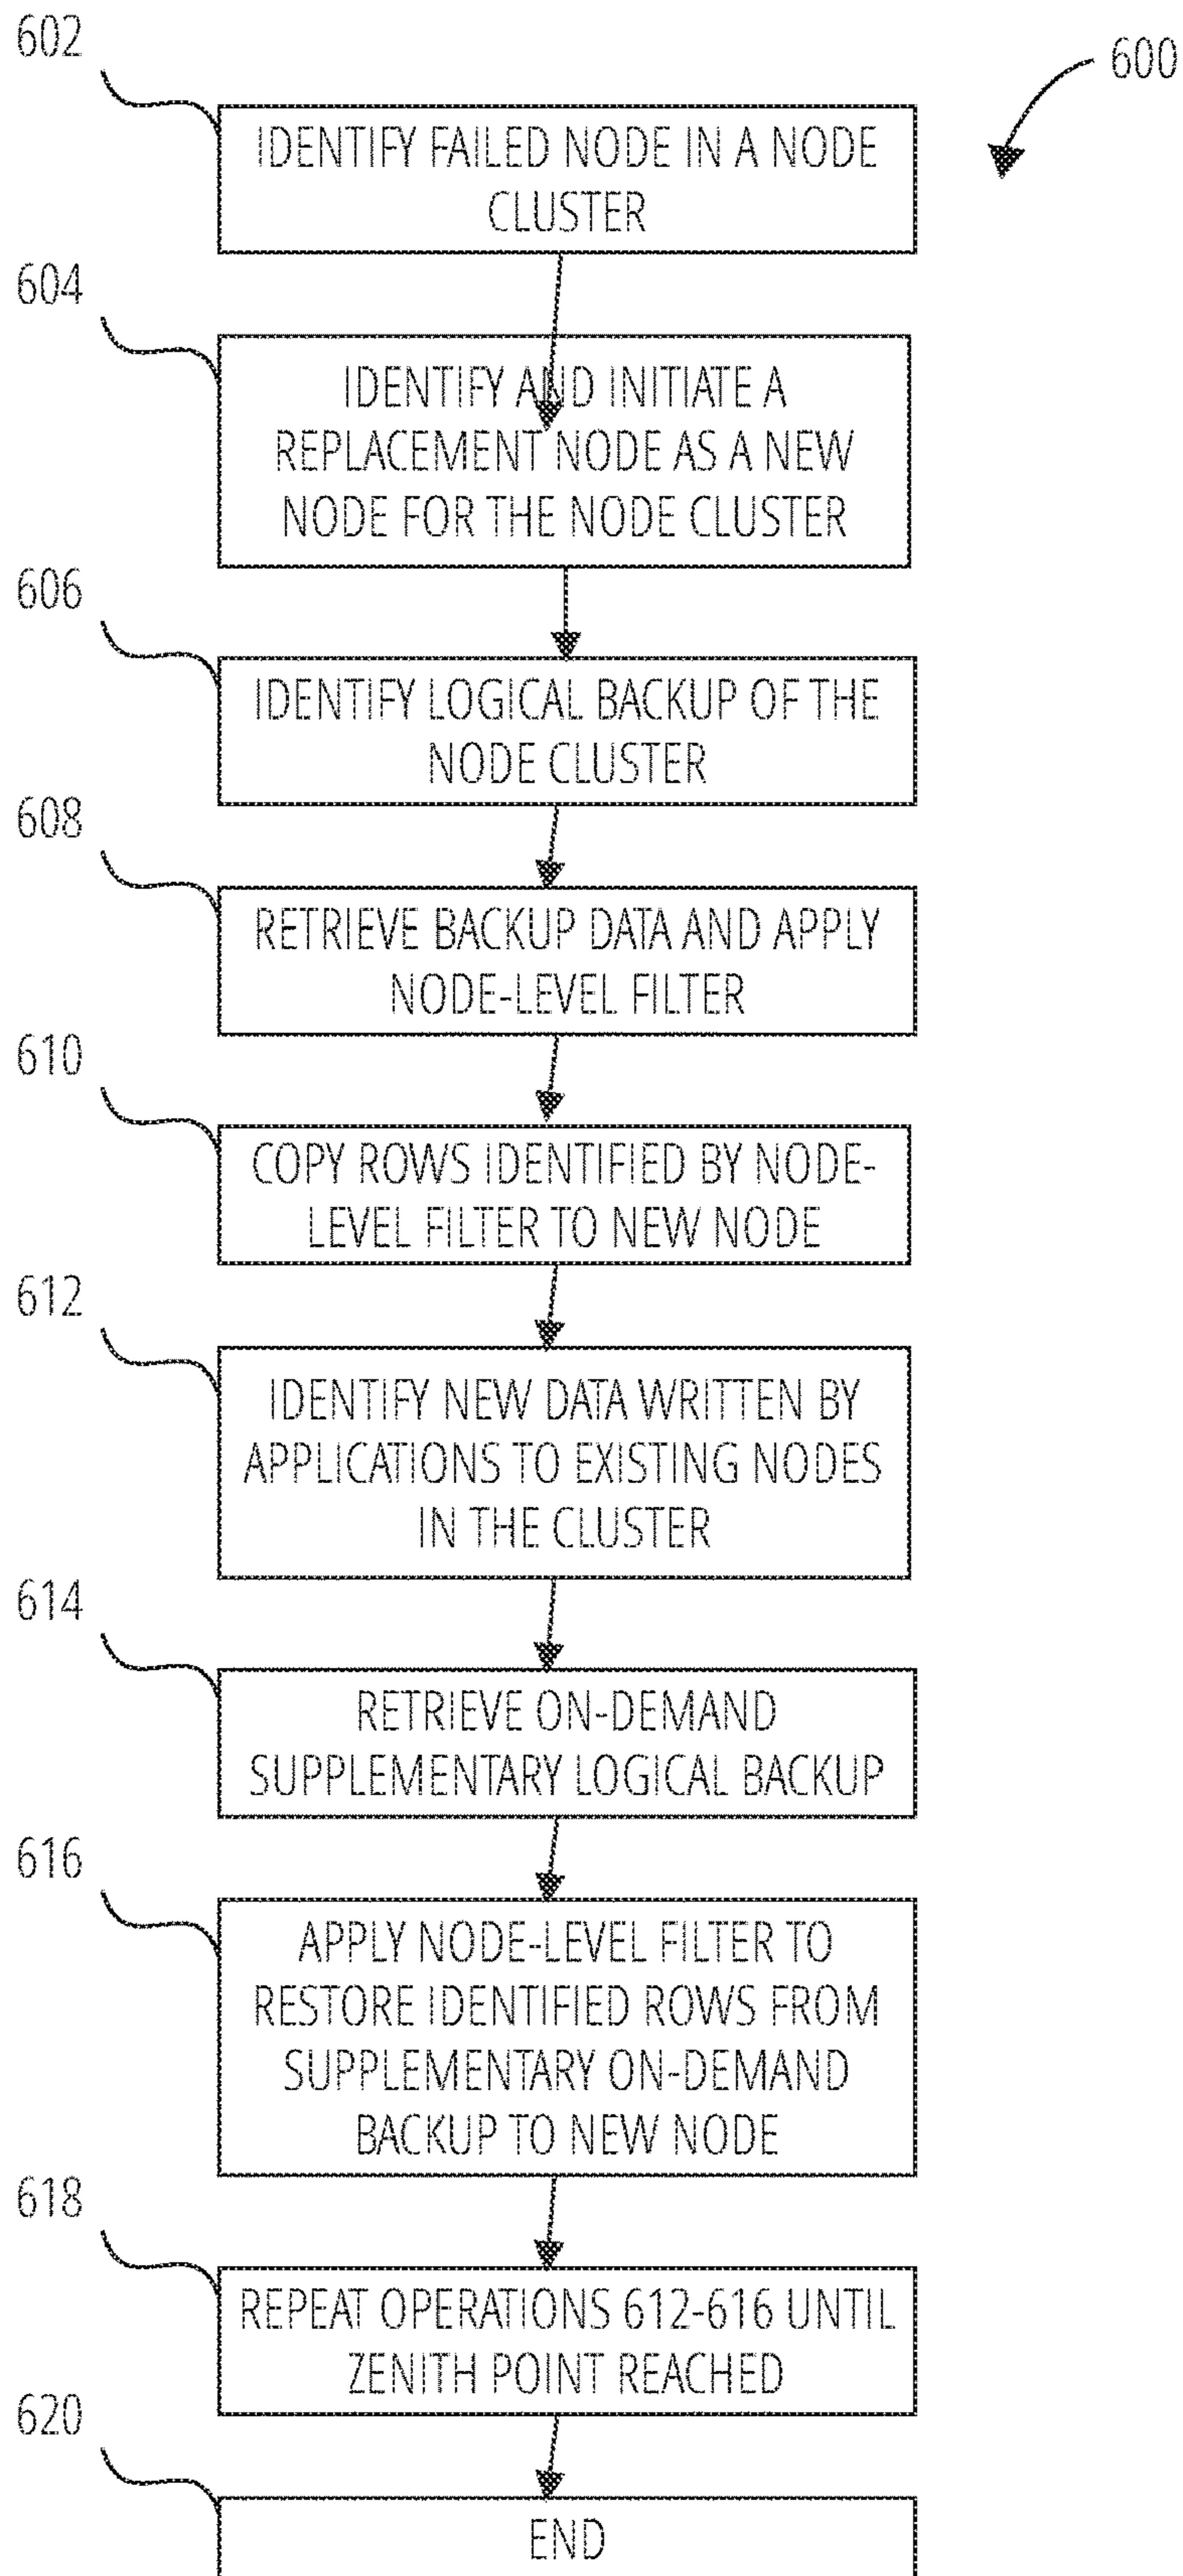 602
600
IDENTIFY FAILED NODE IN A NODE
CLUSTER
604
IDENTIFY AND INITIATE A
REPLACEMENT NODE AS A NEW
NODE FOR THE NODE CLUSTER
606
IDENTIFY LOGICAL BACKUP OF THE
NODE CLUSTER
608
RETRIEVE BACKUP DATA AND APPLY
NODE-LEVEL FILTER
610
COPY ROWS IDENTIFIED BY NODE-
LEVEL FILTER TO NEW NODE
612
IDENTIFY NEW DATA WRITTEN BY
APPLICATIONS TO EXISTING NODES
IN THE CLUSTER
614
RETRIEVE ON-DEMAND
SUPPLEMENTARY LOGICAL BACKUP
616
APPLY NODE-LEVEL FILTER TO
RESTORE IDENTIFIED ROWS FROM
SUPPLEMENTARY ON-DEMAND
BACKUP TO NEW NODE
618
REPEAT OPERATIONS 612-616 UNTIL
ZENITH POINT REACHED
620
END